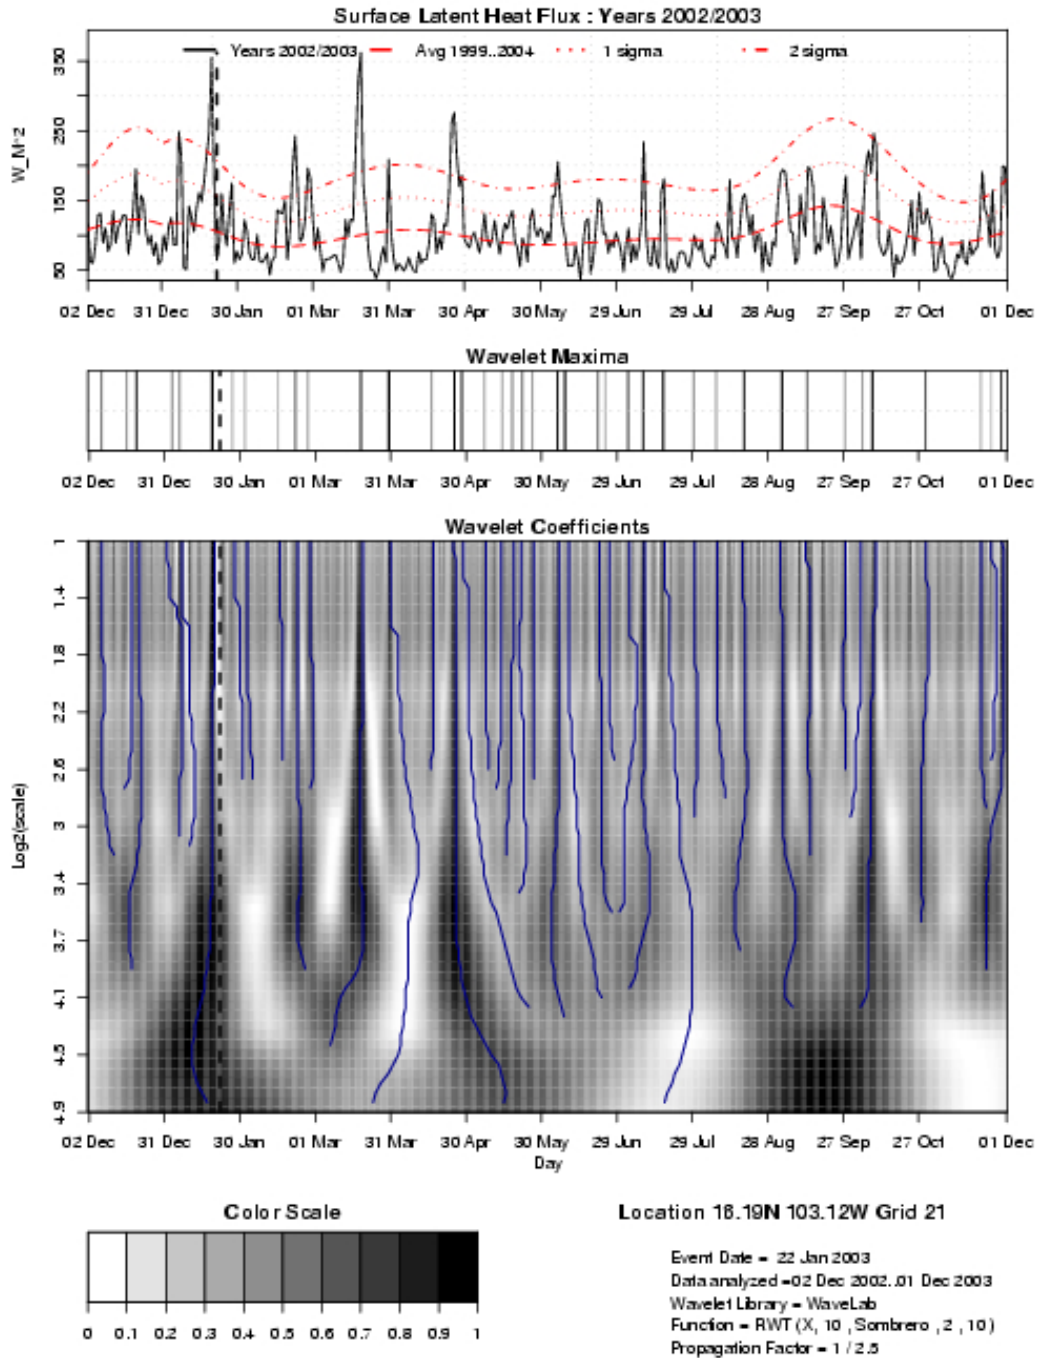 Surface Latent Heat Flux : Years 2002/2003
Years 2002/2003 Avg 1999..2004 1 sigma 2 sigma
W_M^2
350
250
150
50
02 Dec 31 Dec 30 Jan 01 Mar 31 Mar 30 Apr 30 May 29 Jun 29 Jul 28 Aug 27 Sep 27 Oct 01 Dec
Wavelet Maxima
02 Dec 31 Dec 30 Jan 01 Mar 31 Mar 30 Apr 30 May 29 Jun 29 Jul 28 Aug 27 Sep 27 Oct 01 Dec
Wavelet Coefficients
Log2(scale)
1
1.4
1.8
2.2
2.6
3
3.4
3.7
4.1
4.5
4.9
02 Dec 31 Dec 30 Jan 01 Mar 31 Mar 30 Apr 30 May 29 Jun 29 Jul 28 Aug 27 Sep 27 Oct 01 Dec
Day
Color Scale
0 0.1 0.2 0.3 0.4 0.5 0.6 0.7 0.8 0.9 1
Location 18.19N 103.12W Grid 21
Event Date = 22 Jan 2003
Data analyzed =02 Dec 2002..01 Dec 2003
Wavelet Library = WaveLab
Function = RWT (X, 10 , Sombrero , 2 , 10 )
Propagation Factor = 1 / 2.5